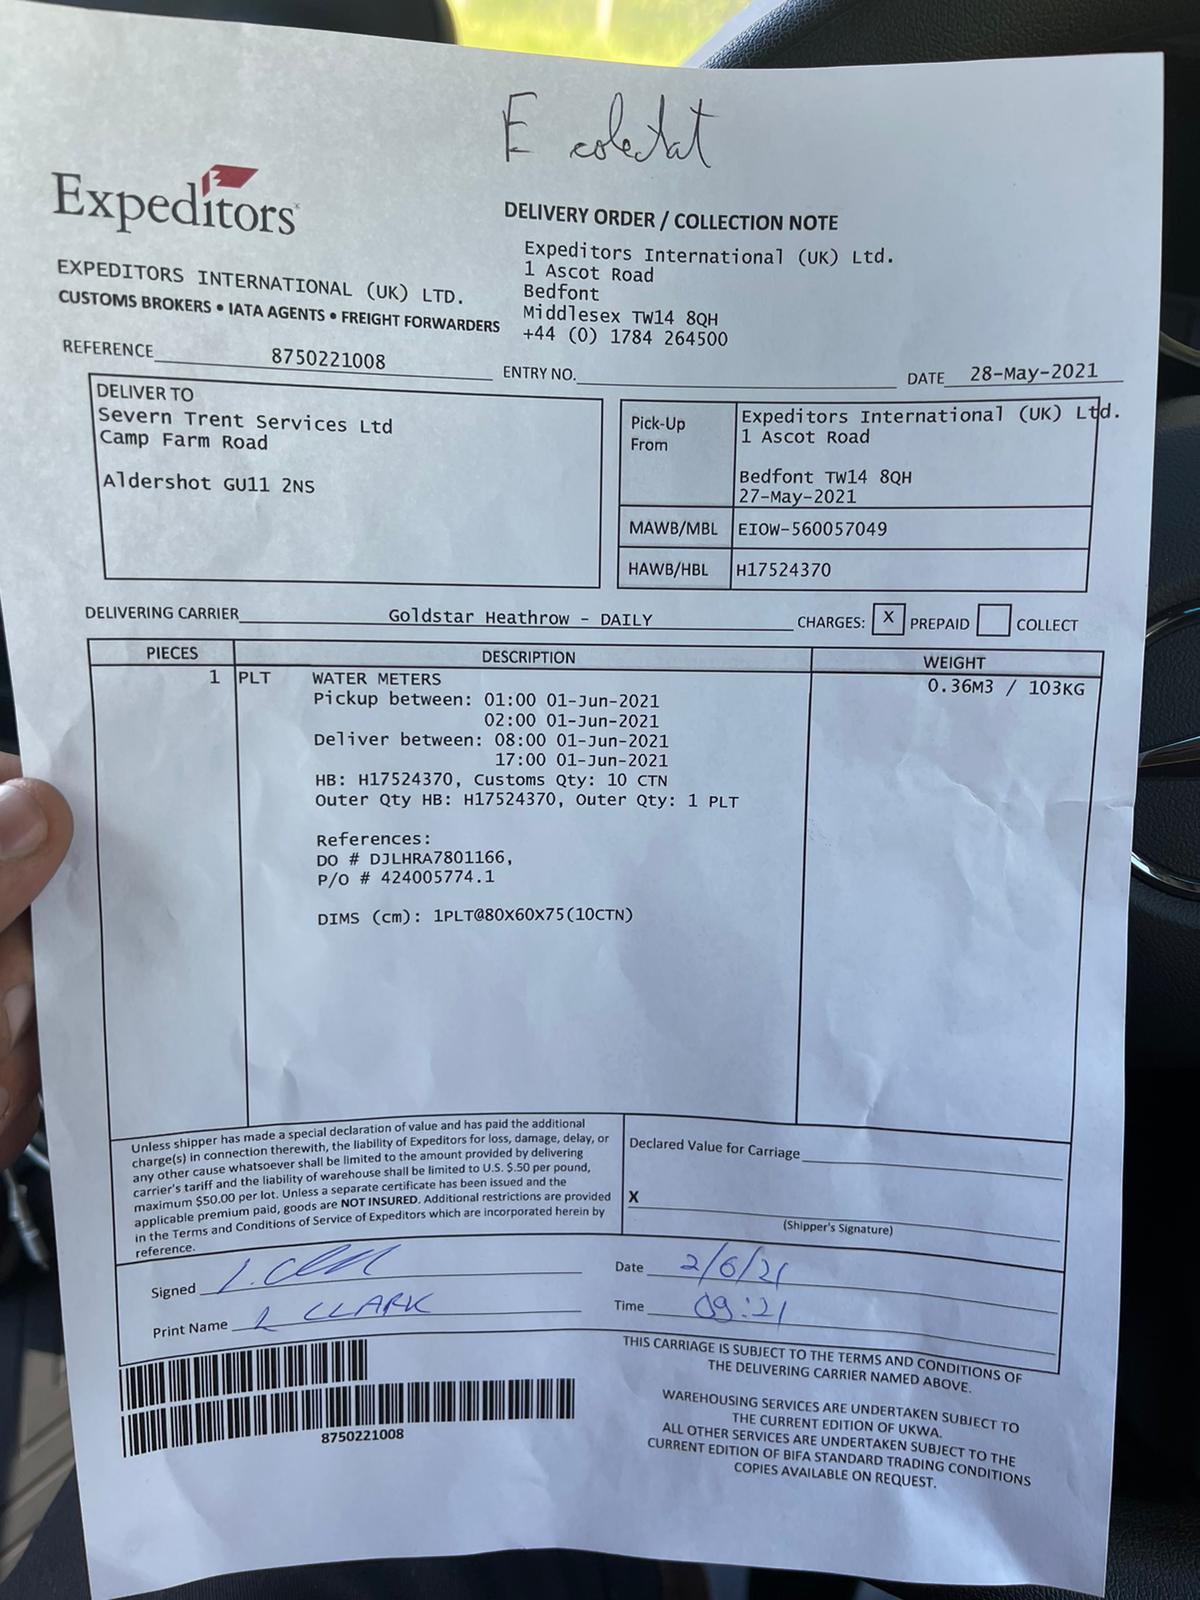 E colectat
Expeditors
DELIVERY ORDER / COLLECTION NOTE
Expeditors International (UK) Ltd.
1 Ascot Road
Bedfont
Middlesex TW14 8QH
+44 (0) 1784 264500
EXPEDITORS INTERNATIONAL (UK) LTD.
CUSTOMS BROKERS • IATA AGENTS • FREIGHT FORWARDERS
REFERENCE 8750221008
ENTRY NO.
DATE 28-May-2021
DELIVER TO
Severn Trent Services Ltd
Camp Farm Road
Aldershot GU11 2NS
Pick-Up
From
Expeditors International (UK) Ltd.
1 Ascot Road
Bedfont TW14 8QH
27-May-2021
MAWB/MBL EIOW-560057049
HAWB/HBL H17524370
DELIVERING CARRIER Goldstar Heathrow - DAILY
CHARGES: X PREPAID COLLECT
PIECES DESCRIPTION WEIGHT
1 PLT WATER METERS 0.36M3 / 103KG
Pickup between: 01:00 01-Jun-2021
02:00 01-Jun-2021
Deliver between: 08:00 01-Jun-2021
17:00 01-Jun-2021
HB: H17524370, Customs Qty: 10 CTN
Outer Qty HB: H17524370, Outer Qty: 1 PLT
References:
DO # DJLHRA7801166,
P/O # 424005774.1
DIMS (cm): 1PLT@80X60X75(10CTN)
Unless shipper has made a special declaration of value and has paid the additional
charge(s) in connection therewith, the liability of Expeditors for loss, damage, delay, or
any other cause whatsoever shall be limited to the amount provided by delivering
carrier's tariff and the liability of warehouse shall be limited to U.S. $.50 per pound,
maximum $50.00 per lot. Unless a separate certificate has been issued and the
applicable premium paid, goods are NOT INSURED. Additional restrictions are provided
in the Terms and Conditions of Service of Expeditors which are incorporated herein by
reference.
Declared Value for Carriage
X
(Shipper's Signature)
Signed
Date 2/6/21
Print Name L CLARK
Time 09:21
8750221008
THIS CARRIAGE IS SUBJECT TO THE TERMS AND CONDITIONS OF
THE DELIVERING CARRIER NAMED ABOVE.
WAREHOUSING SERVICES ARE UNDERTAKEN SUBJECT TO
THE CURRENT EDITION OF UKWA.
ALL OTHER SERVICES ARE UNDERTAKEN SUBJECT TO THE
CURRENT EDITION OF BIFA STANDARD TRADING CONDITIONS
COPIES AVAILABLE ON REQUEST.